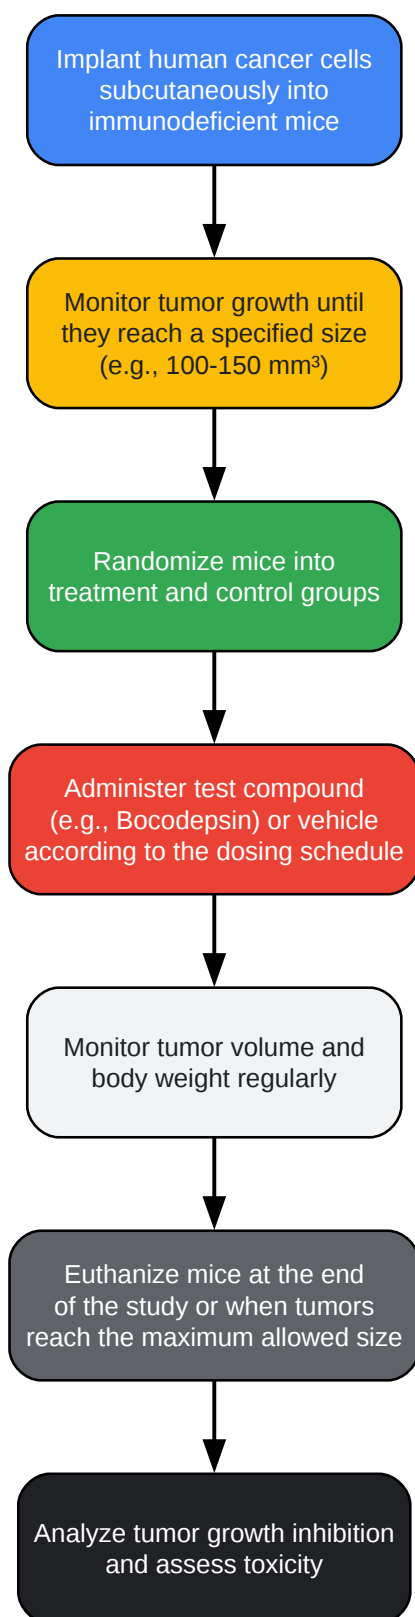 Implant human cancer cells
subcutaneously into
immunodeficient mice
Monitor tumor growth until
they reach a specified size
(e.g., 100-150 mm³)
Randomize mice into
treatment and control groups
Administer test compound
(e.g., Bocodepsin) or vehicle
according to the dosing schedule
Monitor tumor volume and
body weight regularly
Euthanize mice at the end
of the study or when tumors
reach the maximum allowed size
Analyze tumor growth inhibition
and assess toxicity